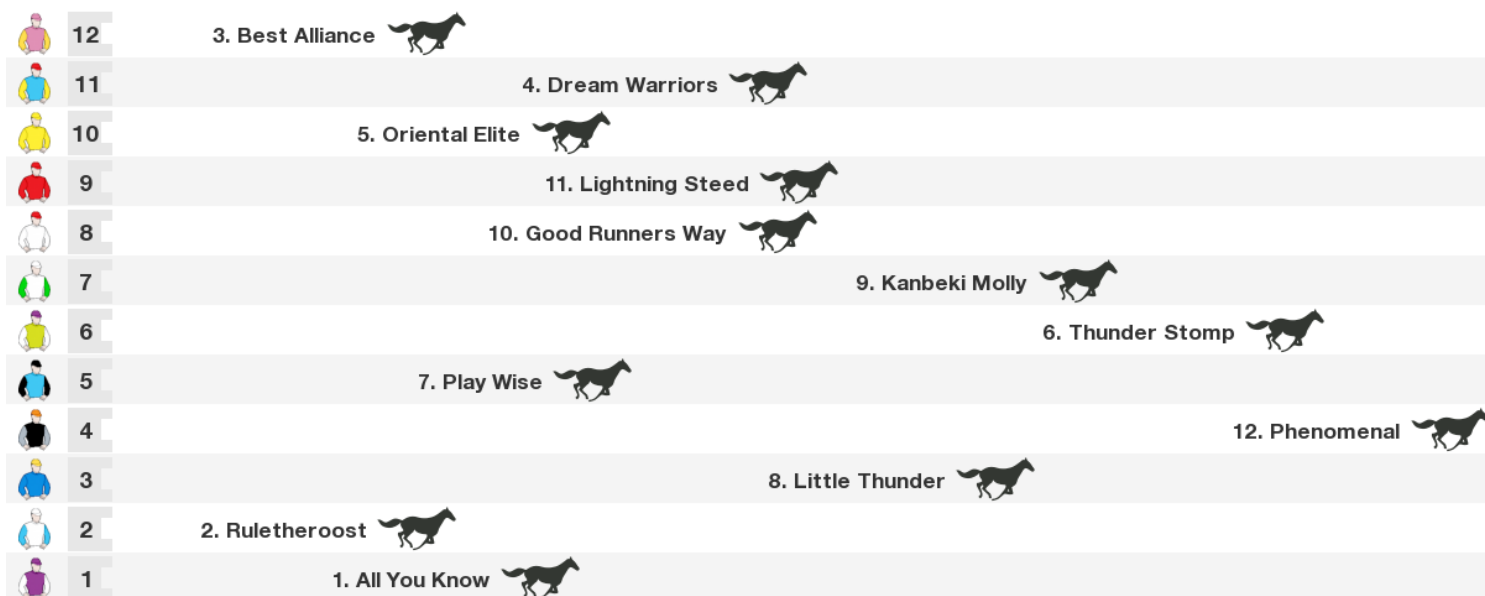 12 3. Best Alliance
11 4. Dream Warriors
10 5. Oriental Elite
9 11. Lightning Steed
8 10. Good Runners Way
7 9. Kanbeki Molly
6 6. Thunder Stomp
5 7. Play Wise
4 12. Phenomenal
3 8. Little Thunder
2 2. Ruletheroost
1 1. All You Know